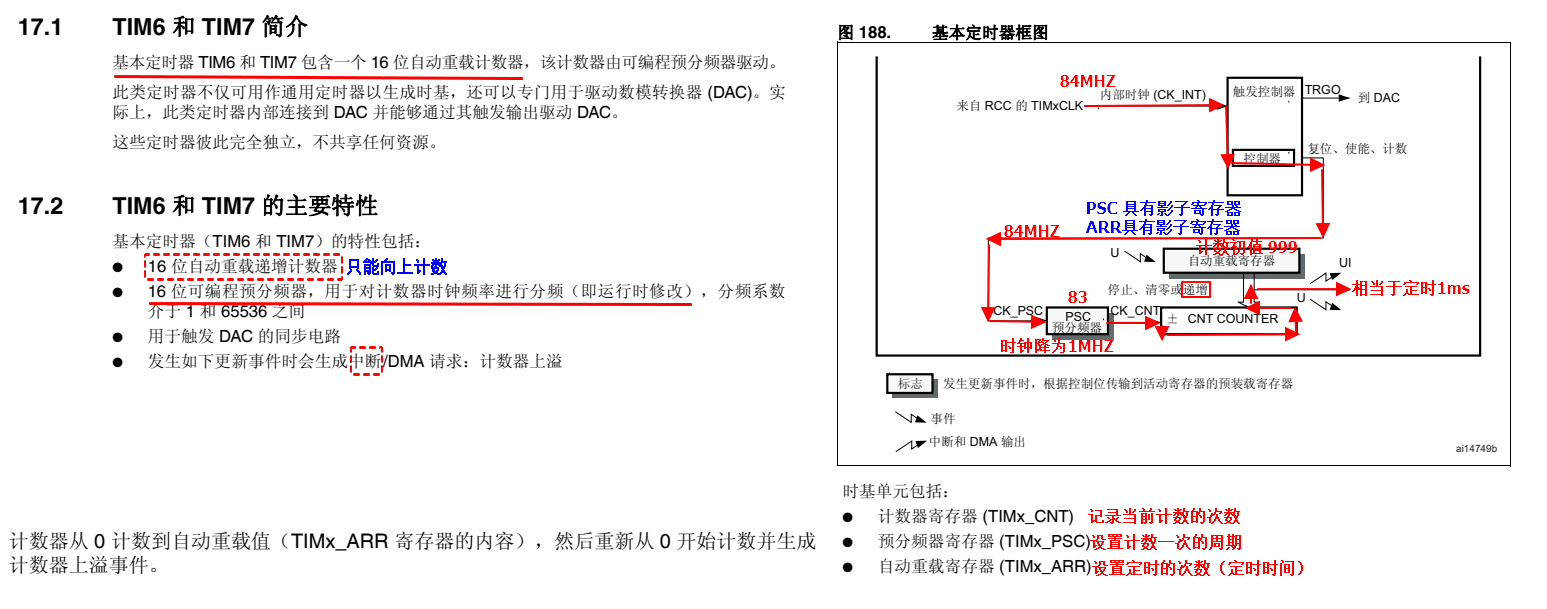 17.1 TIM6 和 TIM7 简介
基本定时器 TIM6 和 TIM7 包含一个 16 位自动重载计数器，该计数器由可编程预分频器驱动。
此类定时器不仅可用作通用定时器以生成时基，还可以专门用于驱动数模转换器 (DAC)。实
际上，此类定时器内部连接到 DAC 并能够通过其触发输出驱动 DAC。
这些定时器彼此完全独立，不共享任何资源。
17.2 TIM6 和 TIM7 的主要特性
基本定时器（TIM6 和 TIM7）的特性包括：
● 16 位自动重载递增计数器 只能向上计数
● 16 位可编程预分频器，用于对计数器时钟频率进行分频（即运行时修改），分频系数
介于 1 和 65536 之间
● 用于触发 DAC 的同步电路
● 发生如下更新事件时会生成中断/DMA 请求：计数器上溢
计数器从 0 计数到自动重载值（TIMx_ARR 寄存器的内容），然后重新从 0 开始计数并生成
计数器上溢事件。
图 188. 基本定时器框图
84MHZ
内部时钟 (CK_INT)
来自 RCC 的 TIMxCLK
触发控制器
TRGO
到 DAC
控制器
复位、使能、计数
PSC 具有影子寄存器
ARR具有影子寄存器
84MHZ
计数初值 999
U
自动重载寄存器
UI
停止、清零或递增
U
相当于定时1ms
83
CK_PSC
PSC
预分频器
CK_CNT
± CNT COUNTER
时钟降为1MHZ
标志 发生更新事件时，根据控制位传输到活动寄存器的预装载寄存器
事件
中断和 DMA 输出
ai14749b
时基单元包括：
● 计数器寄存器 (TIMx_CNT) 记录当前计数的次数
● 预分频器寄存器 (TIMx_PSC)设置计数一次的周期
● 自动重载寄存器 (TIMx_ARR)设置定时的次数（定时时间）